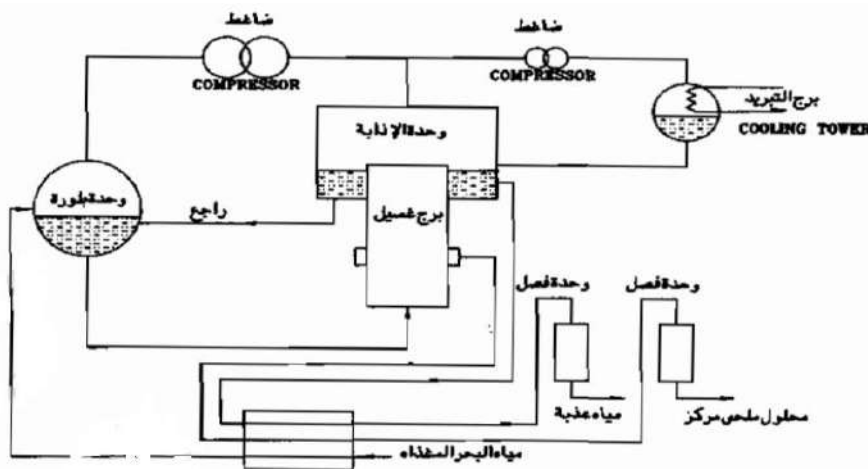 ضاغط
ضاغط
COMPRESSOR
COMPRESSOR
برج التبريد
COOLING TOWER
وحدة الإذابة
وحدة بلورة
راجع
برج غسيل
وحدة فصل
وحدة فصل
مياه عذبة
محلول ملحى مركز
مياه البحر المغذاه